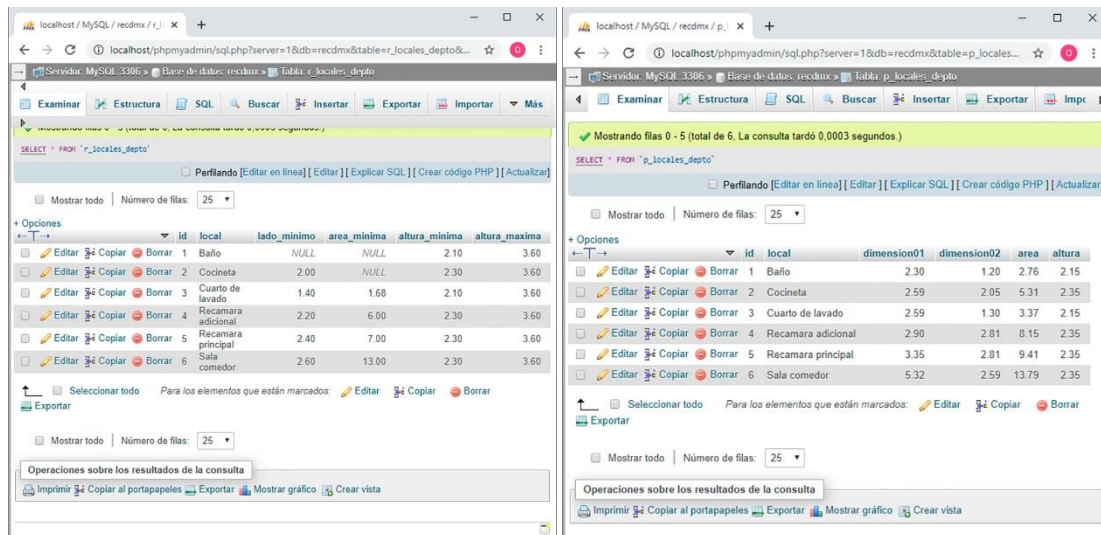 localhost / MySQL / recdmx / r_l
localhost/phpmyadmin/sql.php?server=1&db=recdmx&table=r_locales_depto&...
Servidor: MySQL:3306 » Base de datos: recdmx » Tabla: r_locales_depto
Examinar Estructura SQL Buscar Insertar Exportar Importar Más
Mostrando filas 0 - 5 (total de 6, La consulta tardó 0,0005 segundos.)
SELECT * FROM `r_locales_depto`
Perfilando [Editar en línea] [ Editar ] [ Explicar SQL ] [ Crear código PHP ] [ Actualizar]
Mostrar todo | Número de filas: 25
+ Opciones
id local lado_minimo area_minima altura_minima altura_maxima
Editar Copiar Borrar 1 Baño NULL NULL 2.10 3.60
Editar Copiar Borrar 2 Cocineta 2.00 NULL 2.30 3.60
Editar Copiar Borrar 3 Cuarto de lavado 1.40 1.68 2.10 3.60
Editar Copiar Borrar 4 Recamara adicional 2.20 6.00 2.30 3.60
Editar Copiar Borrar 5 Recamara principal 2.40 7.00 2.30 3.60
Editar Copiar Borrar 6 Sala comedor 2.60 13.00 2.30 3.60
Seleccionar todo Para los elementos que están marcados: Editar Copiar Borrar
Exportar
Mostrar todo | Número de filas: 25
Operaciones sobre los resultados de la consulta
Imprimir Copiar al portapapeles Exportar Mostrar gráfico Crear vista
localhost / MySQL / recdmx / p_l
localhost/phpmyadmin/sql.php?server=1&db=recdmx&table=p_locales...
Servidor: MySQL:3306 » Base de datos: recdmx » Tabla: p_locales_depto
Examinar Estructura SQL Buscar Insertar Exportar Impc
Mostrando filas 0 - 5 (total de 6, La consulta tardó 0,0003 segundos.)
SELECT * FROM `p_locales_depto`
Perfilando [Editar en línea] [ Editar ] [ Explicar SQL ] [ Crear código PHP ] [ Actualizar
Mostrar todo | Número de filas: 25
+ Opciones
id local dimension01 dimension02 area altura
Editar Copiar Borrar 1 Baño 2.30 1.20 2.76 2.15
Editar Copiar Borrar 2 Cocineta 2.59 2.05 5.31 2.35
Editar Copiar Borrar 3 Cuarto de lavado 2.59 1.30 3.37 2.15
Editar Copiar Borrar 4 Recamara adicional 2.90 2.81 8.15 2.35
Editar Copiar Borrar 5 Recamara principal 3.35 2.81 9.41 2.35
Editar Copiar Borrar 6 Sala comedor 5.32 2.59 13.79 2.35
Seleccionar todo Para los elementos que están marcados: Editar Copiar Borrar
Exportar
Mostrar todo | Número de filas: 25
Operaciones sobre los resultados de la consulta
Imprimir Copiar al portapapeles Exportar Mostrar gráfico Crear vista